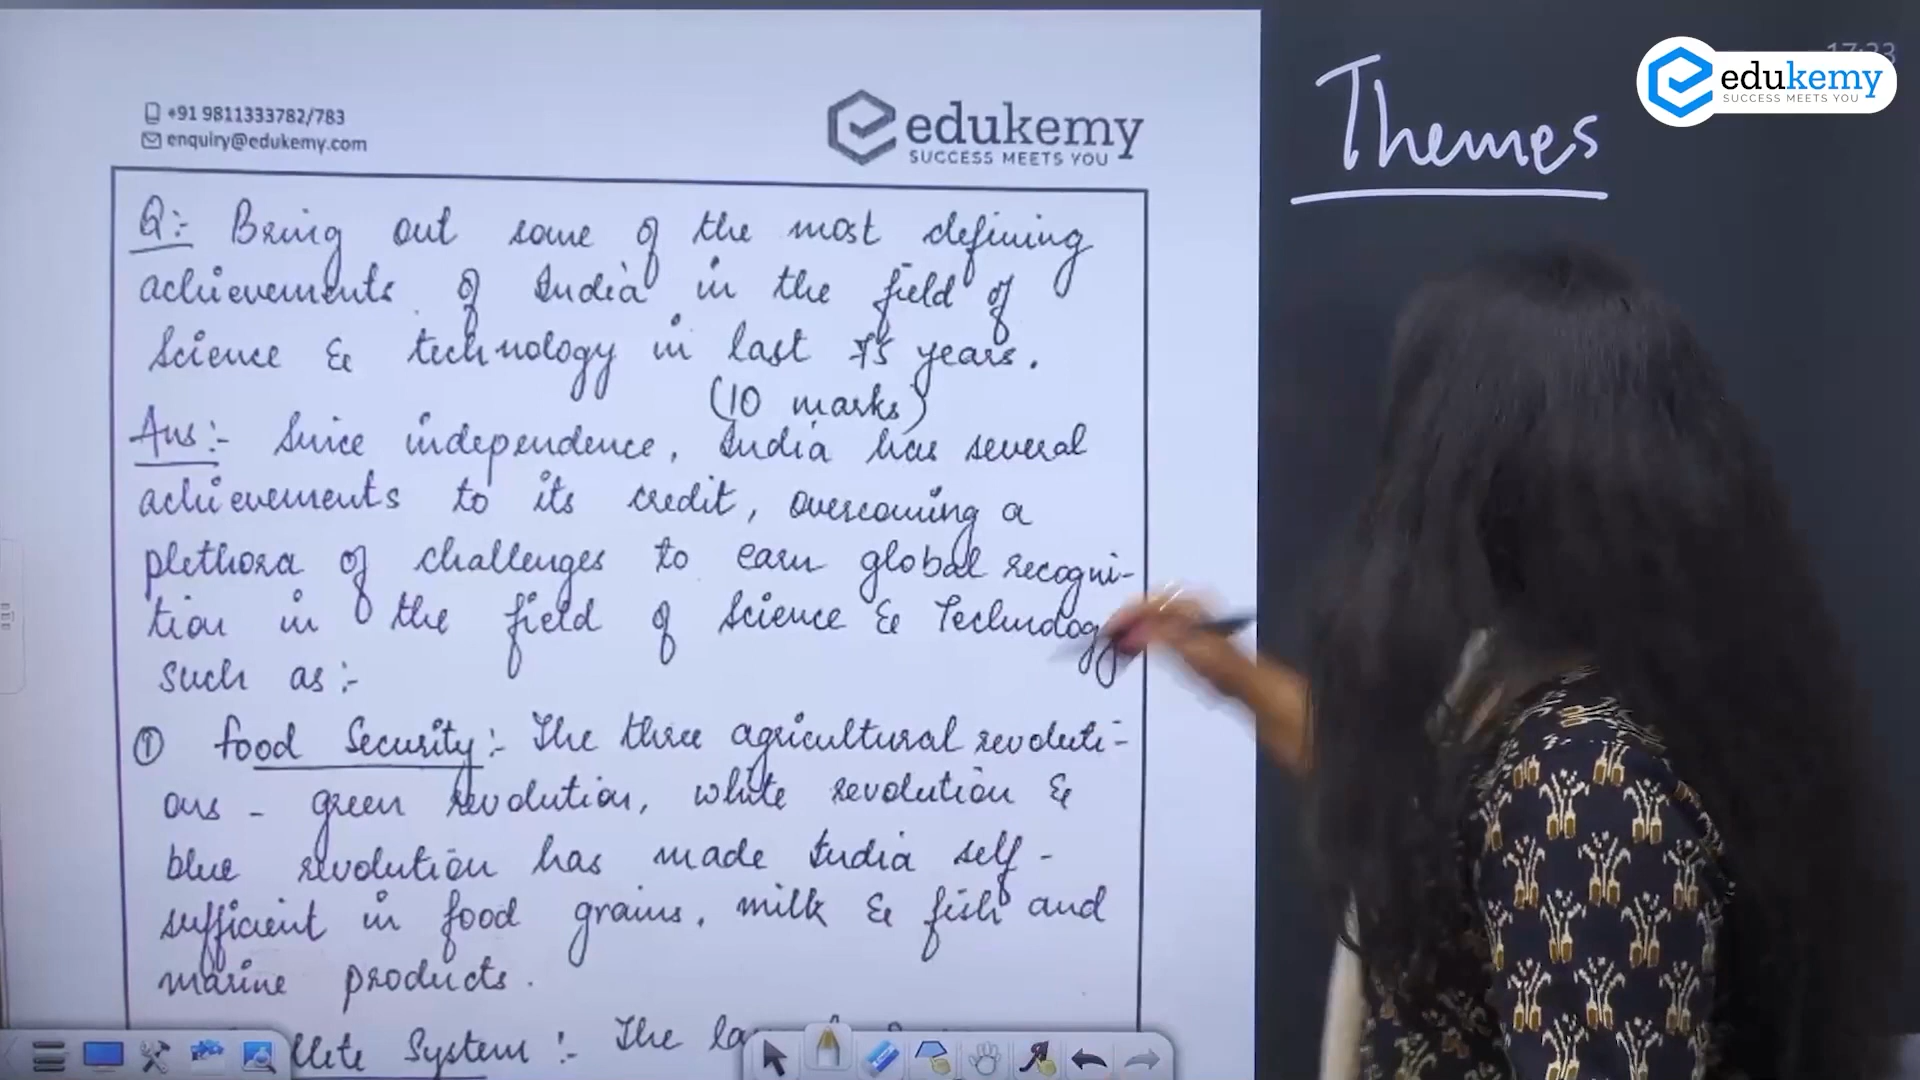 +91 9811333782/783
enquiry@edukemy.com
edukemy
SUCCESS MEETS YOU
Q:- Bring out some of the most defining
achievements of India in the field of
Science & technology in last 75 years.
(10 marks)
Ans:- Since independence, India has several
achievements to its credit, overcoming a
plethora of challenges to earn global recogni-
tion in the field of Science & Technology
such as:-
① food Security:- The three agricultural revoluti-
ons - green revolution, white revolution &
blue revolution has made India self-
sufficient in food grains, milk & fish and
marine products.
System :- The
Themes
edukemy
SUCCESS MEETS YOU